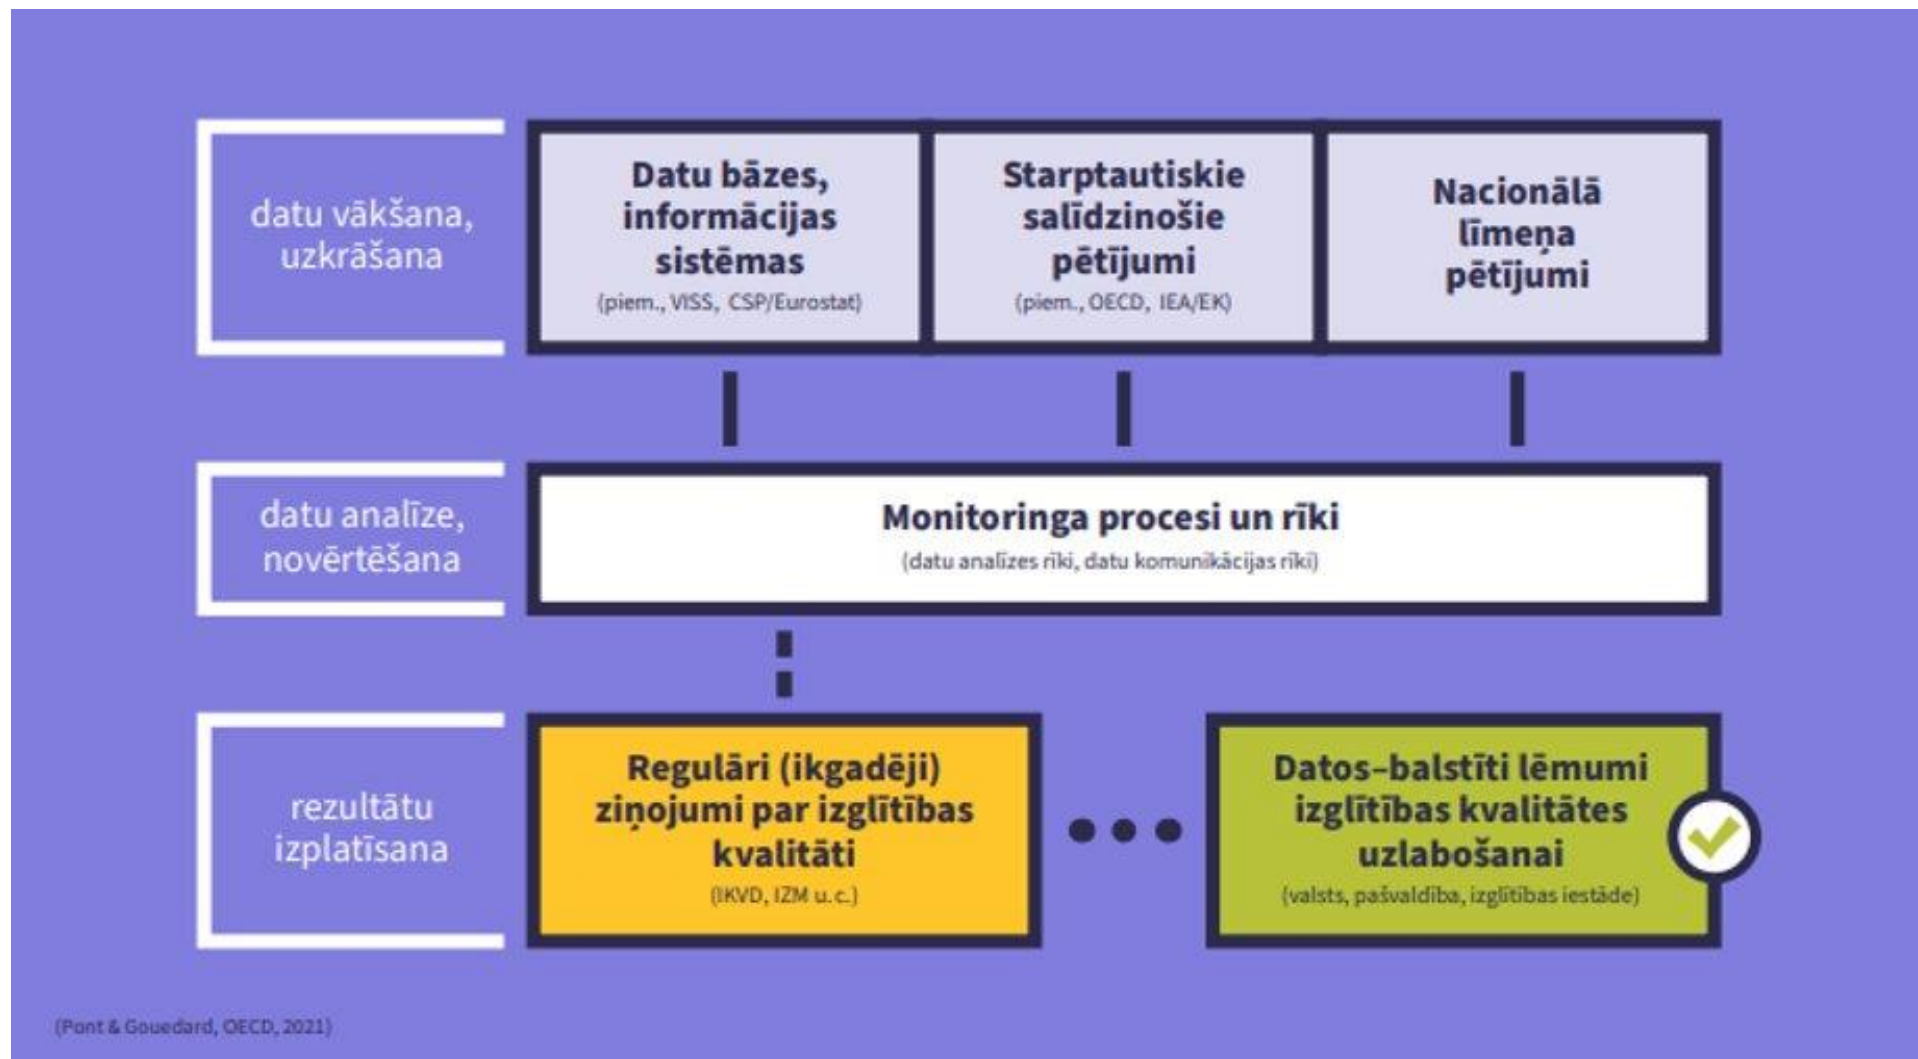 datu vākšana,
uzkrāšana
Datu bāzes,
informācijas
sistēmas
(piem., VISS, CSP/Eurostat)
Starptautiskie
salīdzinošie
pētījumi
(piem., OECD, IEA/EK)
Nacionālā
līmeņa
pētījumi
datu analīze,
novērtēšana
Monitoringa procesi un rīki
(datu analīzes rīki, datu komunikācijas rīki)
rezultātu
izplatīsana
Regulāri (ikgadēji)
ziņojumi par izglītības
kvalitāti
(IKVD, IZM u.c.)
Datos–balstīti lēmumi
izglītības kvalitātes
uzlabošanai
(valsts, pašvaldība, izglītības iestāde)
(Pont & Gouedard, OECD, 2021)